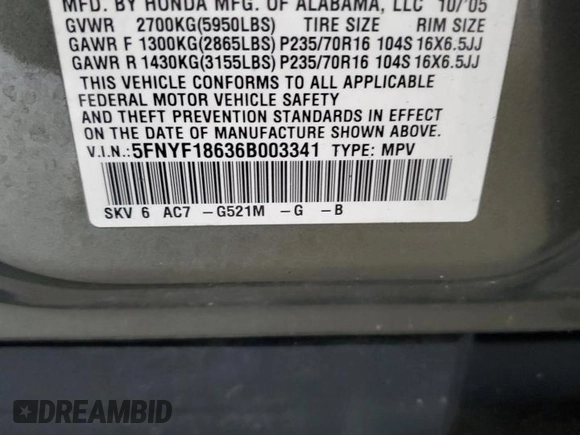 MFG. BY HONDA MFG. OF ALABAMA, LLC 10/'05
GVWR 2700KG(5950LBS) TIRE SIZE RIM SIZE
GAWR F 1300KG(2865LBS) P235/70R16 104S 16X6.5JJ
GAWR R 1430KG(3155LBS) P235/70R16 104S 16X6.5JJ
THIS VEHICLE CONFORMS TO ALL APPLICABLE
FEDERAL MOTOR VEHICLE SAFETY
AND THEFT PREVENTION STANDARDS IN EFFECT
ON THE DATE OF MANUFACTURE SHOWN ABOVE.
V.I.N.:5FNYF18636B003341 TYPE: MPV
SKV 6 AC7 -G521M -G -B
DREAMBID